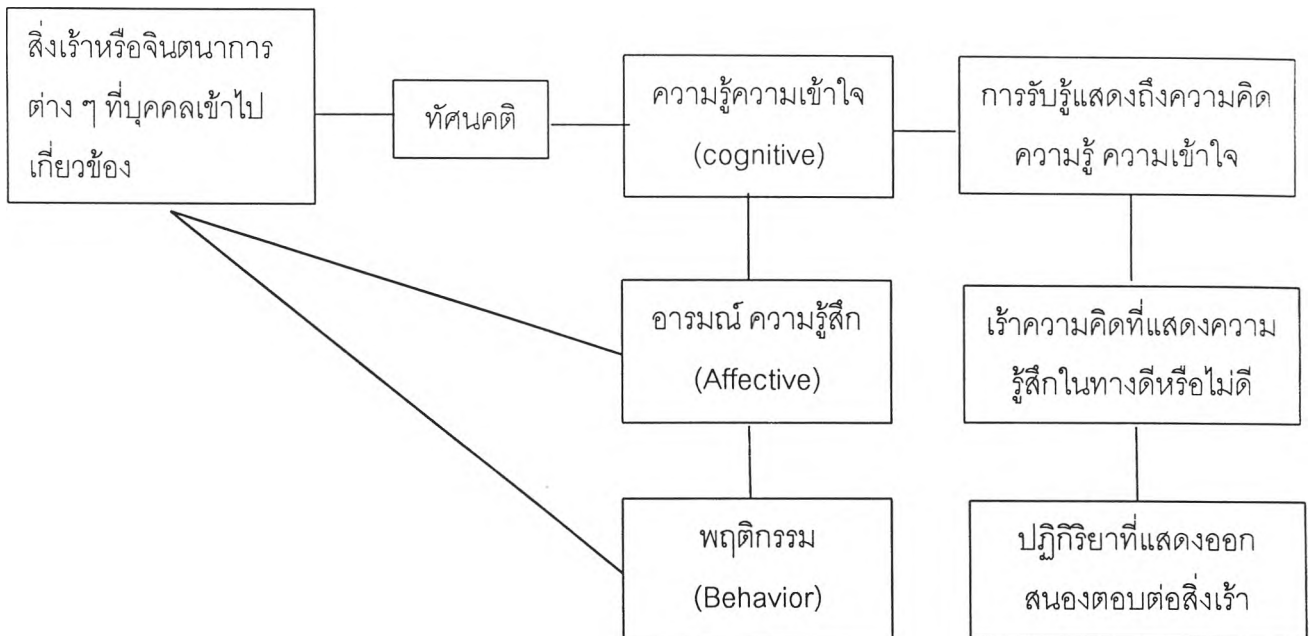 สิ่งเร้าหรือจินตนาการ
ต่าง ๆ ที่บุคคลเข้าไป
เกี่ยวข้อง
ทัศนคติ
ความรู้ความเข้าใจ
(cognitive)
การรับรู้แสดงถึงความคิด
ความรู้ ความเข้าใจ
อารมณ์ ความรู้สึก
(Affective)
เร้าความคิดที่แสดงความ
รู้สึกในทางดีหรือไม่ดี
พฤติกรรม
(Behavior)
ปฏิกิริยาที่แสดงออก
สนองตอบต่อสิ่งเร้า